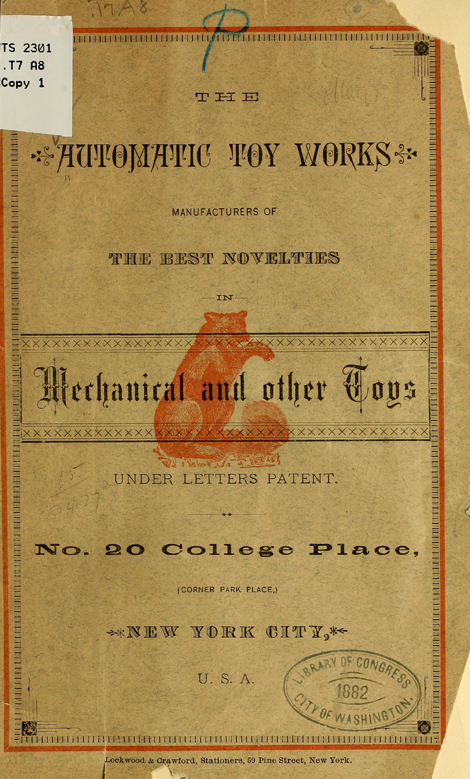 T7A8
TS 2301
.T7 A8
Copy 1
P
THE
AUTOMATIC TOY WORKS
MANUFACTURERS OF
THE BEST NOVELTIES
IN
Mechanical and other Toys
UNDER LETTERS PATENT.
No. 20 College Place,
(CORNER PARK PLACE,)
NEW YORK CITY,
U. S. A.
LIBRARY OF CONGRESS
1882
CITY OF WASHINGTON.
Lockwood & Crawford, Stationers, 59 Pine Street, New York.